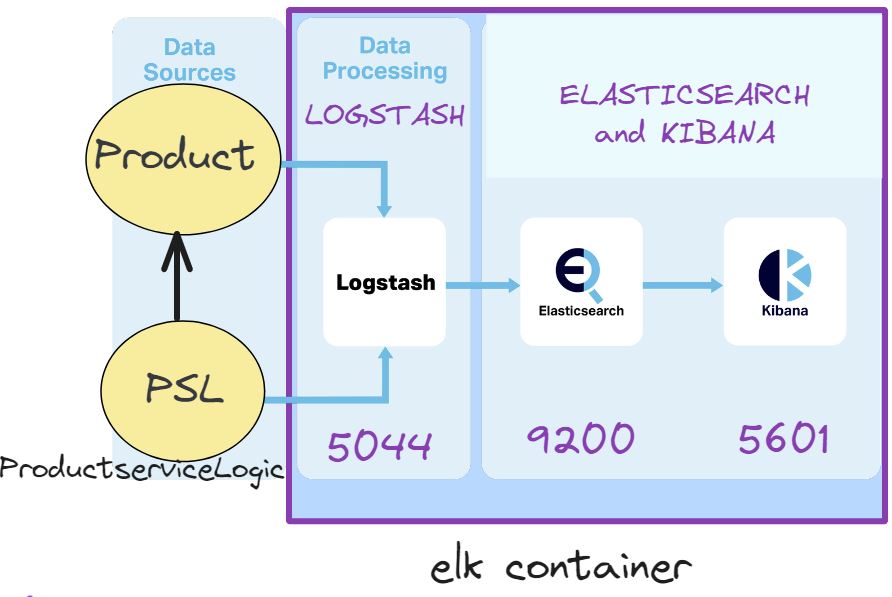 Data
Sources
Data
Processing
LOGSTASH
ELASTICSEARCH
and KIBANA
Product
Logstash
Elasticsearch
Kibana
PSL
ProductserviceLogic
5044
9200
5601
elk container